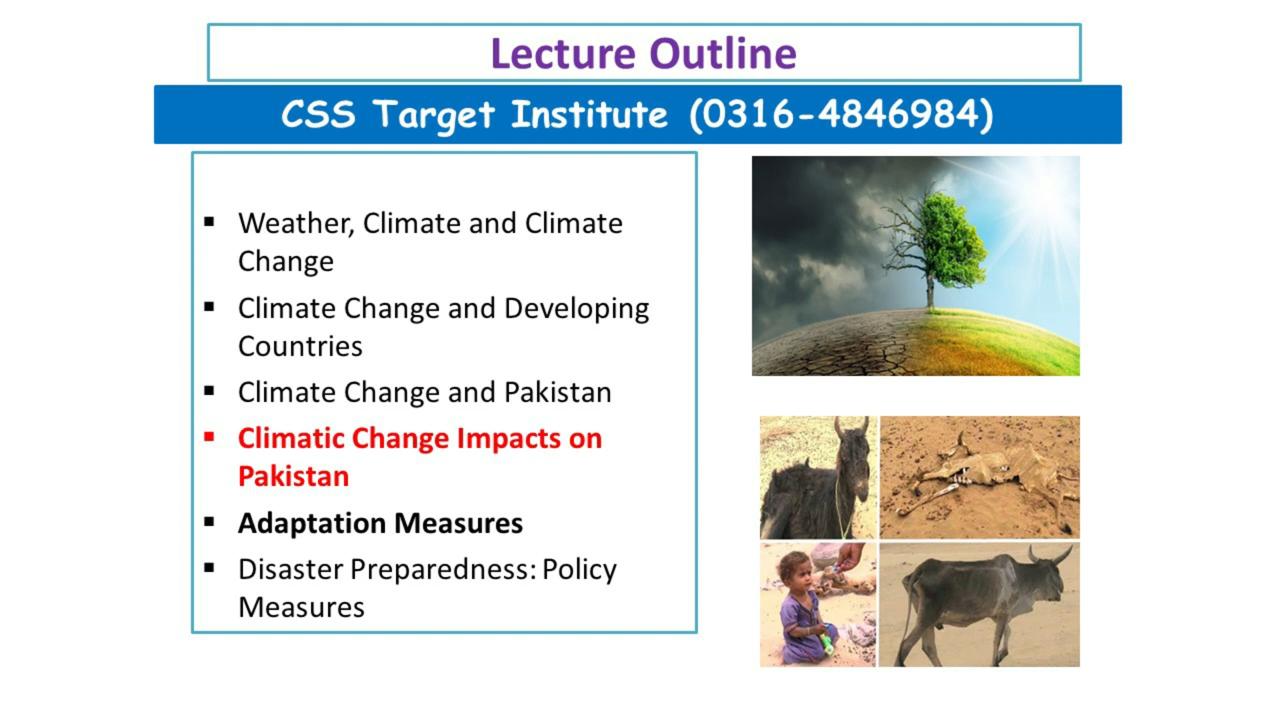 Lecture Outline
CSS Target Institute (0316-4846984)
▪ Weather, Climate and Climate
Change
▪ Climate Change and Developing
Countries
▪ Climate Change and Pakistan
▪ Climatic Change Impacts on
Pakistan
▪ Adaptation Measures
▪ Disaster Preparedness: Policy
Measures